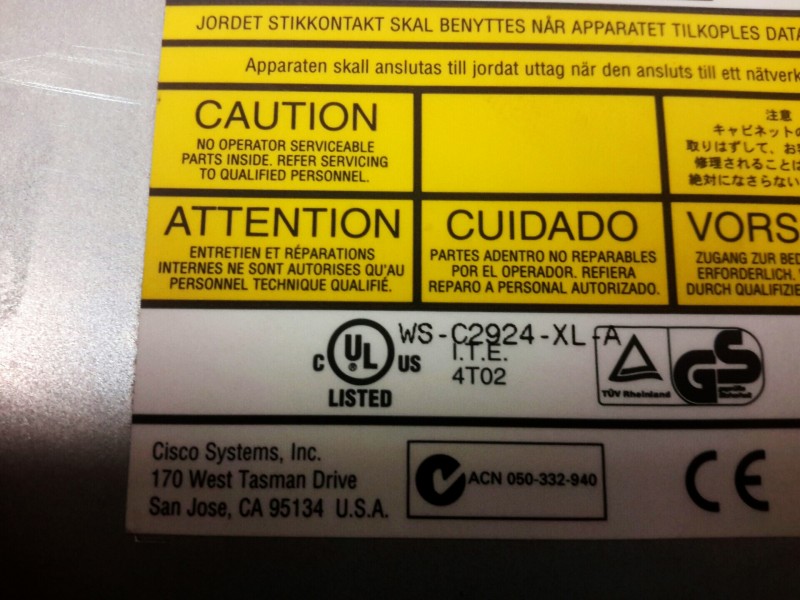 JORDET STIKKONTAKT SKAL BENYTTES NÅR APPARATET TILKOPLES DATA
Apparaten skall anslutas till jordat uttag när den ansluts till ett nätverk
CAUTION
NO OPERATOR SERVICEABLE
PARTS INSIDE. REFER SERVICING
TO QUALIFIED PERSONNEL.
注意
キャビネットの
取りはずして、お
修理されることは
絶対になさらない
ATTENTION
ENTRETIEN ET RÉPARATIONS
INTERNES NE SONT AUTORISES QU'AU
PERSONNEL TECHNIQUE QUALIFIÉ.
CUIDADO
PARTES ADENTRO NO REPARABLES
POR EL OPERADOR. REFIERA
REPARO A PERSONAL AUTORIZADO.
VORS
ZUGANG ZUR BED
ERFORDERLICH.
DURCH QUALIFIZIE
C UL® US
LISTED
WS-C2924-XL-A
I.T.E.
4T02
TÜV Rheinland
GS
geprüfte
Sicherheit
Cisco Systems, Inc.
170 West Tasman Drive
San Jose, CA 95134 U.S.A.
ACN 050-332-940
CE